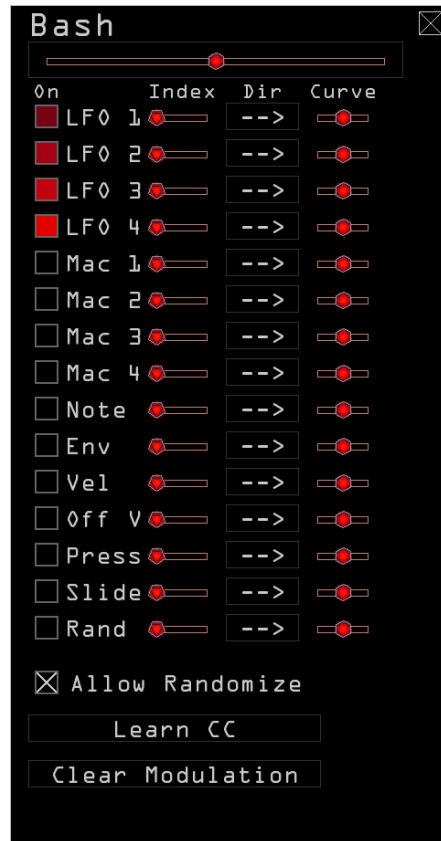 Bash
On Index Dir Curve
LFO 1 -->
LFO 2 -->
LFO 3 -->
LFO 4 -->
Mac 1 -->
Mac 2 -->
Mac 3 -->
Mac 4 -->
Note -->
Env -->
Vel -->
Off V -->
Press -->
Slide -->
Rand -->
Allow Randomize
Learn CC
Clear Modulation